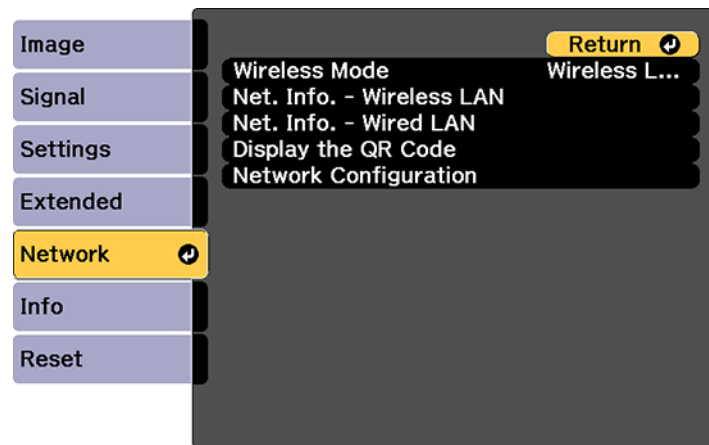 Image
Signal
Settings
Extended
Network
Info
Reset
Return
Wireless Mode Wireless L...
Net. Info. - Wireless LAN
Net. Info. - Wired LAN
Display the QR Code
Network Configuration